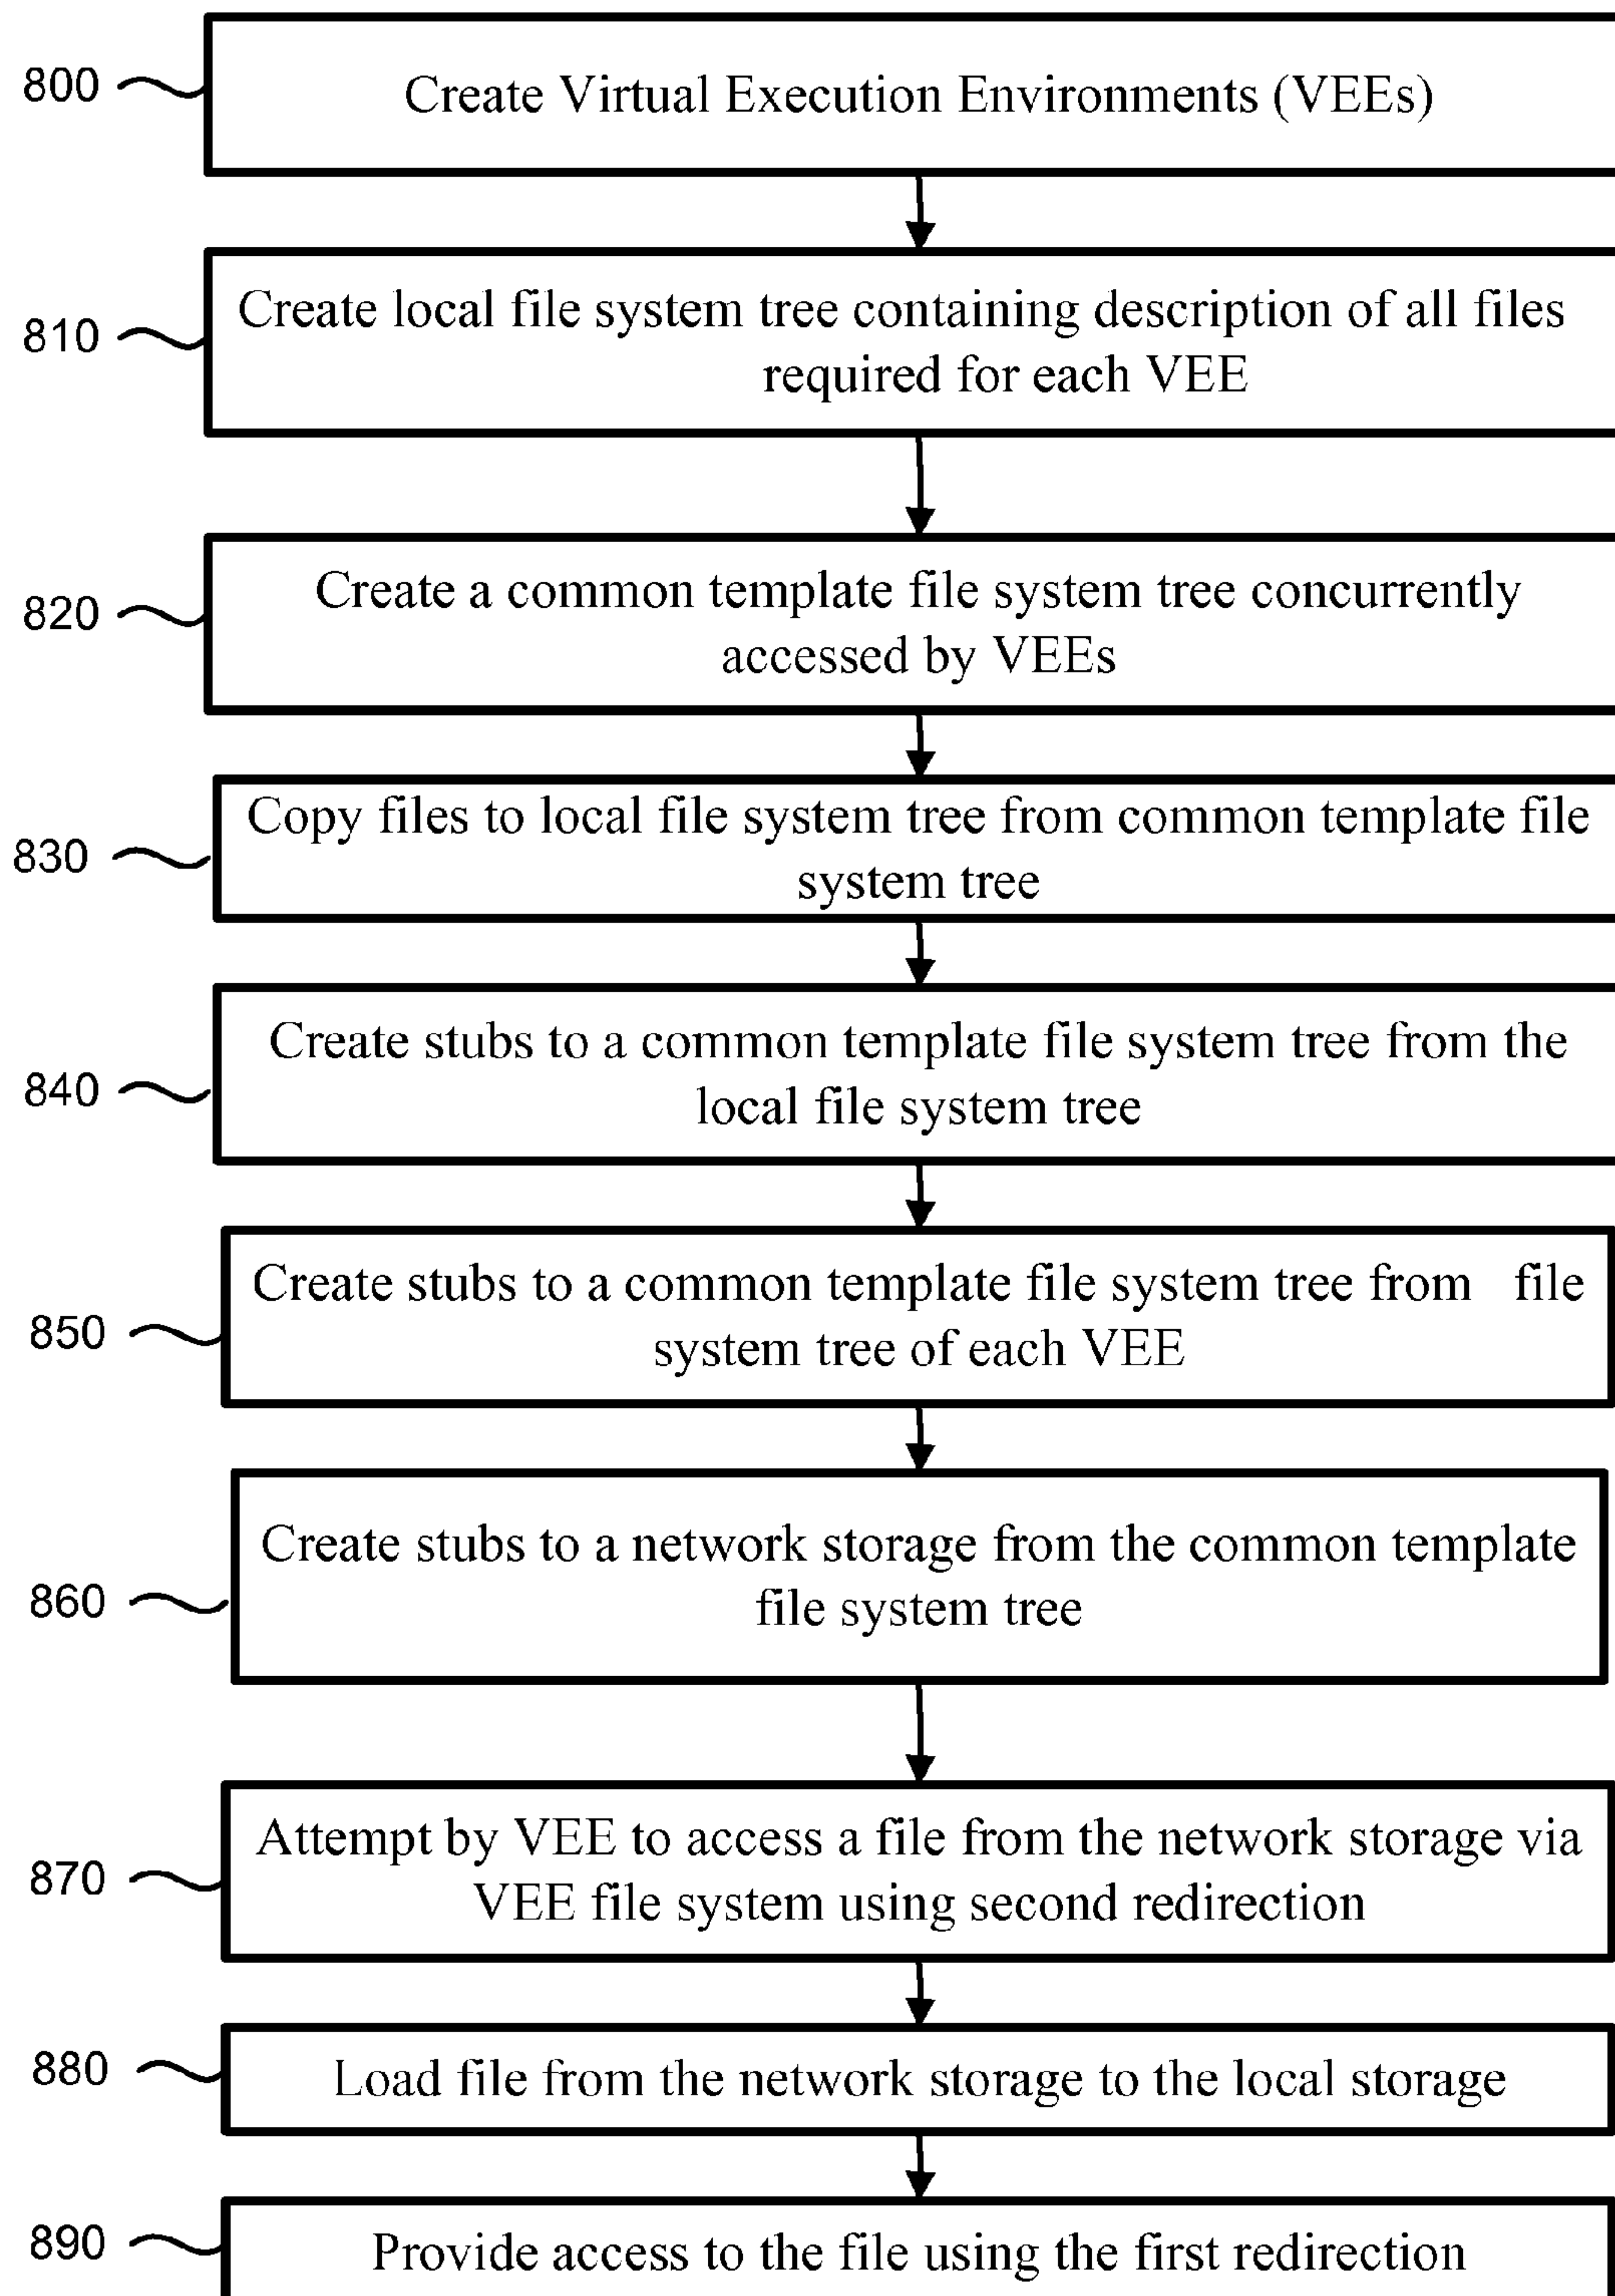 800
Create Virtual Execution Environments (VEEs)
810
Create local file system tree containing description of all files
required for each VEE
820
Create a common template file system tree concurrently
accessed by VEEs
830
Copy files to local file system tree from common template file
system tree
840
Create stubs to a common template file system tree from the
local file system tree
850
Create stubs to a common template file system tree from file
system tree of each VEE
860
Create stubs to a network storage from the common template
file system tree
870
Attempt by VEE to access a file from the network storage via
VEE file system using second redirection
880
Load file from the network storage to the local storage
890
Provide access to the file using the first redirection